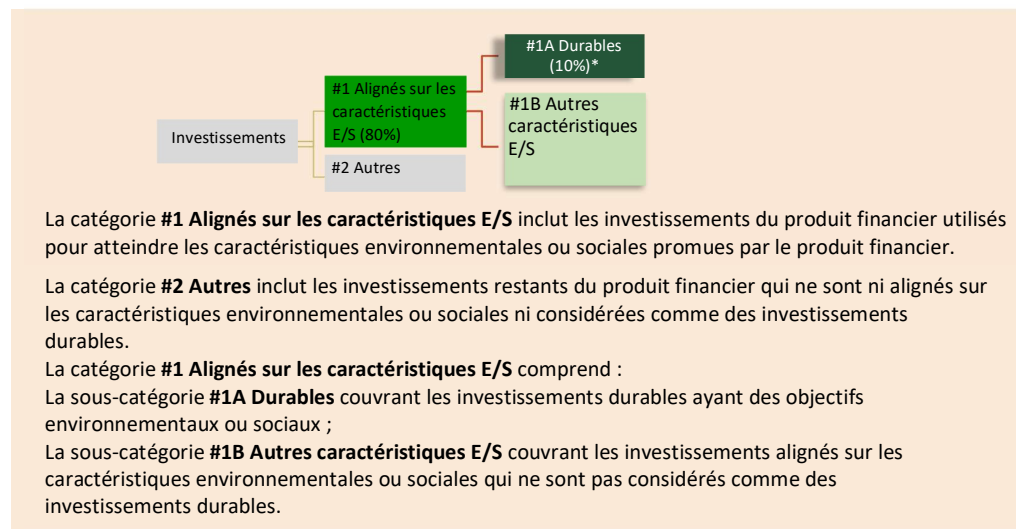 #1A Durables
(10%)*
#1 Alignés sur les
caractéristiques
E/S (80%)
#1B Autres
caractéristiques
E/S
Investissements
#2 Autres
La catégorie #1 Alignés sur les caractéristiques E/S inclut les investissements du produit financier utilisés
pour atteindre les caractéristiques environnementales ou sociales promues par le produit financier.
La catégorie #2 Autres inclut les investissements restants du produit financier qui ne sont ni alignés sur
les caractéristiques environnementales ou sociales ni considérées comme des investissements
durables.
La catégorie #1 Alignés sur les caractéristiques E/S comprend :
La sous-catégorie #1A Durables couvrant les investissements durables ayant des objectifs
environnementaux ou sociaux ;
La sous-catégorie #1B Autres caractéristiques E/S couvrant les investissements alignés sur les
caractéristiques environnementales ou sociales qui ne sont pas considérés comme des
investissements durables.